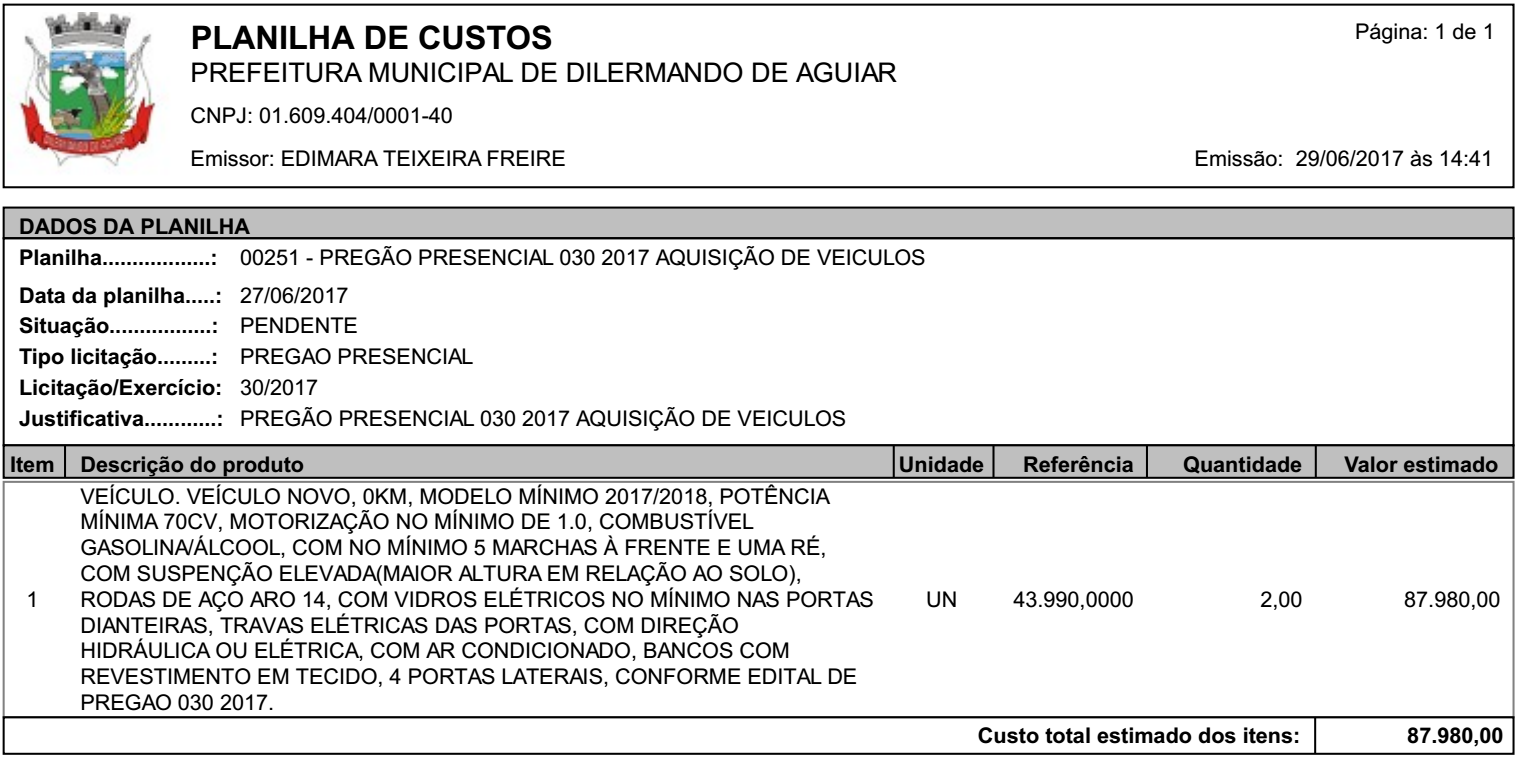 PLANILHA DE CUSTOS
Página: 1 de 1
PREFEITURA MUNICIPAL DE DILERMANDO DE AGUIAR
CNPJ: 01.609.404/0001-40
Emissor: EDIMARA TEIXEIRA FREIRE
Emissão: 29/06/2017 às 14:41
DILERMANDO DE AGUIAR
DADOS DA PLANILHA
Planilha..................: 00251 - PREGÃO PRESENCIAL 030 2017 AQUISIÇÃO DE VEICULOS
Data da planilha.....: 27/06/2017
Situação.................: PENDENTE
Tipo licitação.........: PREGAO PRESENCIAL
Licitação/Exercício: 30/2017
Justificativa............: PREGÃO PRESENCIAL 030 2017 AQUISIÇÃO DE VEICULOS
Item Descrição do produto Unidade Referência Quantidade Valor estimado
VEÍCULO. VEÍCULO NOVO, 0KM, MODELO MÍNIMO 2017/2018, POTÊNCIA
MÍNIMA 70CV, MOTORIZAÇÃO NO MÍNIMO DE 1.0, COMBUSTÍVEL
GASOLINA/ÁLCOOL, COM NO MÍNIMO 5 MARCHAS À FRENTE E UMA RÉ,
COM SUSPENÇÃO ELEVADA(MAIOR ALTURA EM RELAÇÃO AO SOLO),
1 RODAS DE AÇO ARO 14, COM VIDROS ELÉTRICOS NO MÍNIMO NAS PORTAS UN 43.990,0000 2,00 87.980,00
DIANTEIRAS, TRAVAS ELÉTRICAS DAS PORTAS, COM DIREÇÃO
HIDRÁULICA OU ELÉTRICA, COM AR CONDICIONADO, BANCOS COM
REVESTIMENTO EM TECIDO, 4 PORTAS LATERAIS, CONFORME EDITAL DE
PREGAO 030 2017.
Custo total estimado dos itens: 87.980,00